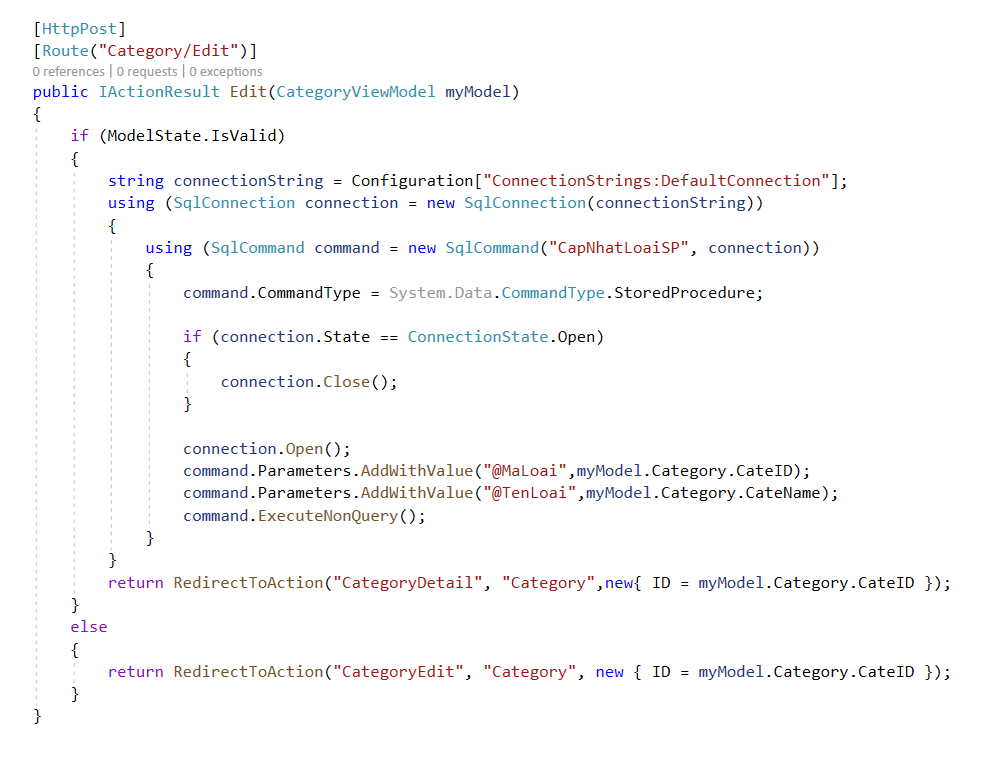 [HttpPost]
[Route("Category/Edit")]
0 references | 0 requests | 0 exceptions
public IActionResult Edit(CategoryViewModel myModel)
{
if (ModelState.IsValid)
{
string connectionString = Configuration["ConnectionStrings:DefaultConnection"];
using (SqlConnection connection = new SqlConnection(connectionString))
{
using (SqlCommand command = new SqlCommand("CapNhatLoaiSP", connection))
{
command.CommandType = System.Data.CommandType.StoredProcedure;
if (connection.State == ConnectionState.Open)
{
connection.Close();
}
connection.Open();
command.Parameters.AddWithValue("@MaLoai",myModel.Category.CateID);
command.Parameters.AddWithValue("@TenLoai",myModel.Category.CateName);
command.ExecuteNonQuery();
}
}
return RedirectToAction("CategoryDetail", "Category",new{ ID = myModel.Category.CateID });
}
else
{
return RedirectToAction("CategoryEdit", "Category", new { ID = myModel.Category.CateID });
}
}